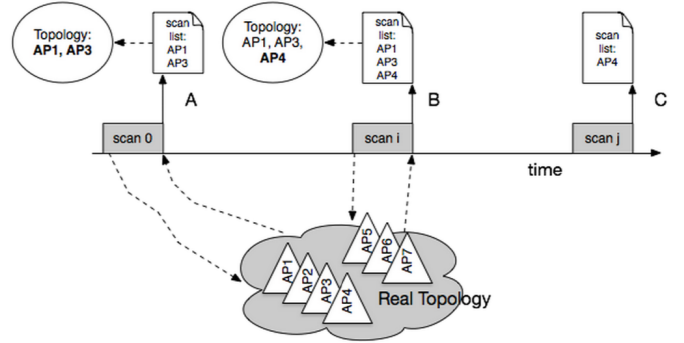 Topology:
AP1, AP3
scan
list:
AP1
AP3
A
Topology:
AP1, AP3,
AP4
scan
list:
AP1
AP3
AP4
B
scan
list:
AP4
C
scan 0
scan i
scan j
time
AP5
AP6
AP7
AP1
AP2
AP3
AP4
Real Topology